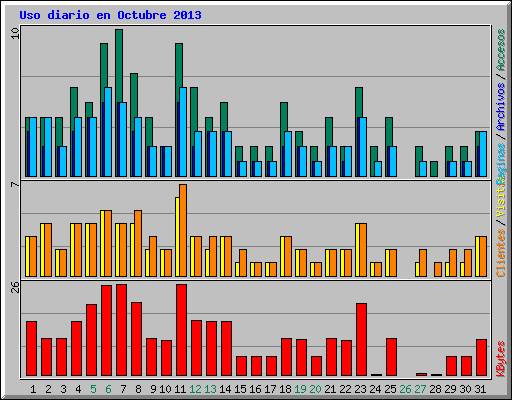 Uso diario en Octubre 2013
10
7
26
Accesos / Archivos / Paginas
Visitas / Clientes
KBytes
1 2 3 4 5 6 7 8 9 10 11 12 13 14 15 16 17 18 19 20 21 22 23 24 25 26 27 28 29 30 31